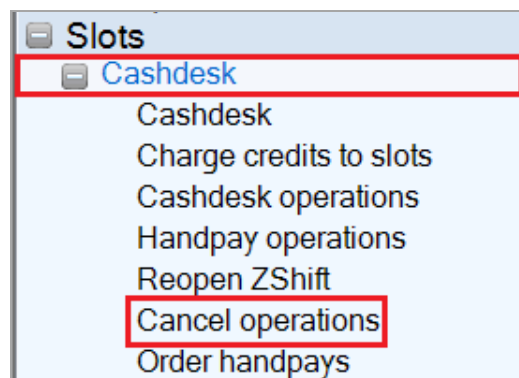 Slots
Cashdesk
Cashdesk
Charge credits to slots
Cashdesk operations
Handpay operations
Reopen ZShift
Cancel operations
Order handpays